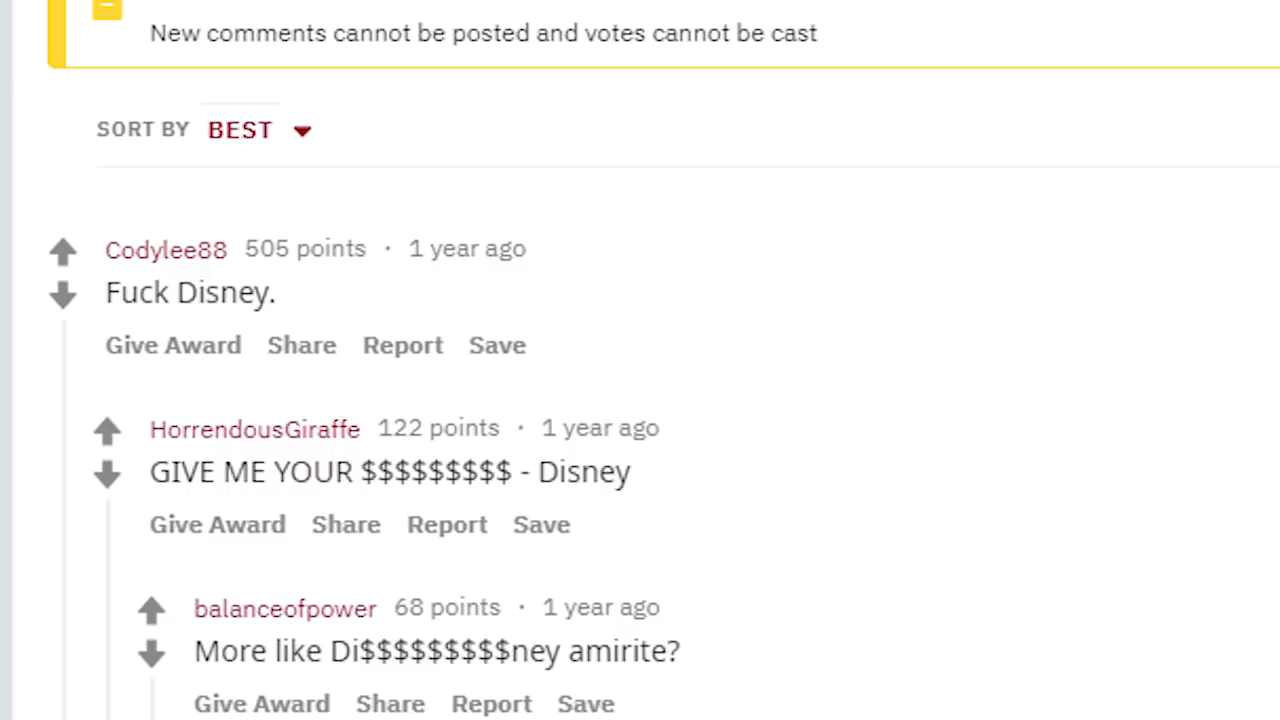 New comments cannot be posted and votes cannot be cast
SORT BY BEST
Codylee88 505 points · 1 year ago
Fuck Disney.
Give Award Share Report Save
HorrendousGiraffe 122 points · 1 year ago
GIVE ME YOUR $$$$$$$$$ - Disney
Give Award Share Report Save
balanceofpower 68 points · 1 year ago
More like Di$$$$$$$$$ney amirite?
Give Award Share Report Save